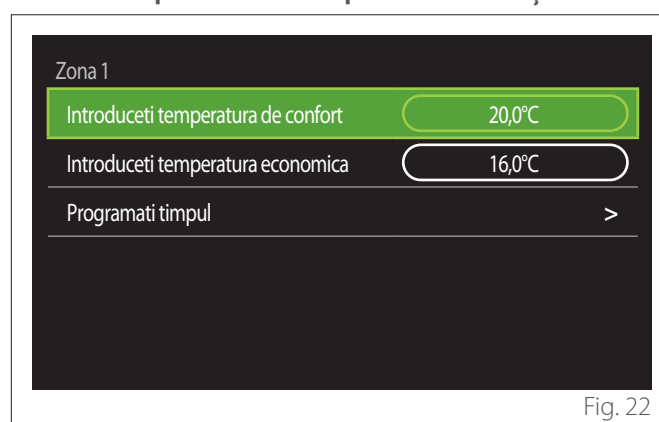 Zona 1
Introduceti temperatura de confort 20,0°C
Introduceti temperatura economica 16,0°C
Programati timpul >
Fig. 22